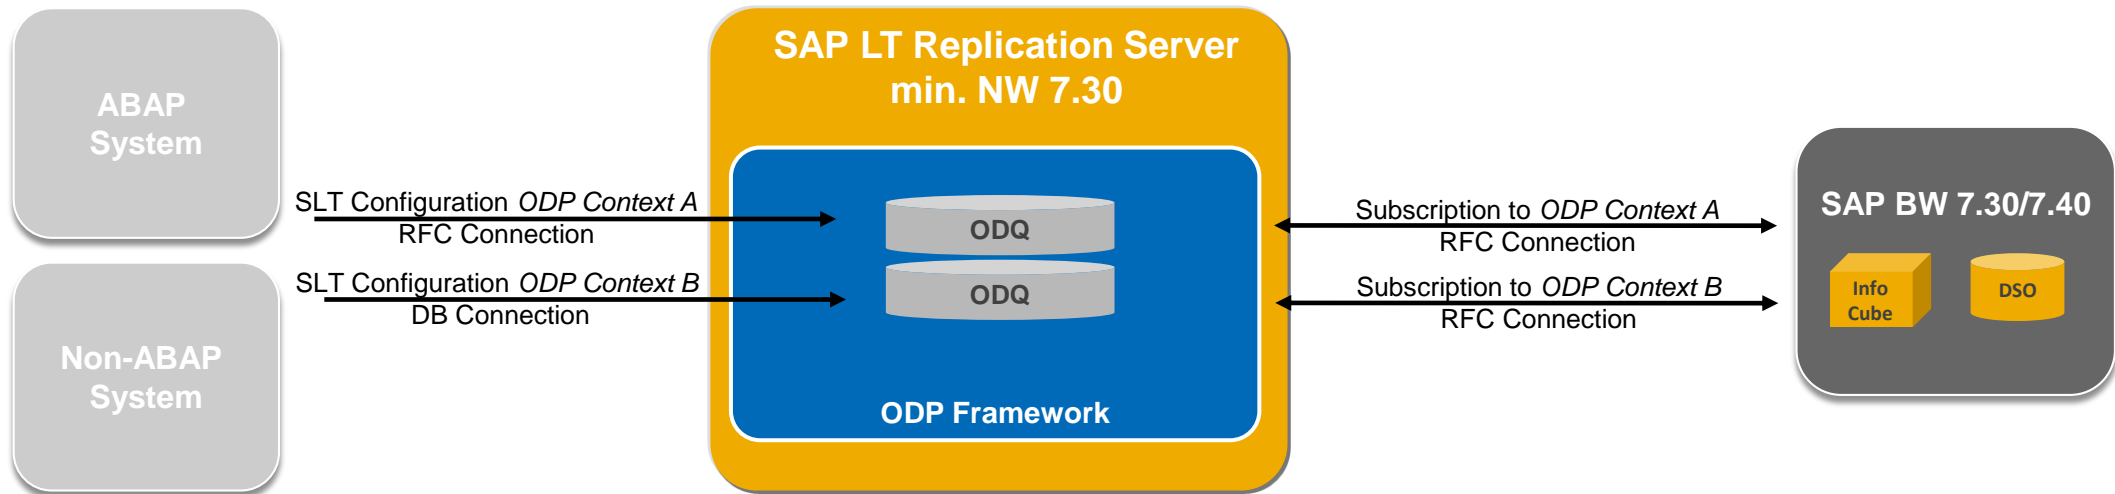 ABAP
System
Non-ABAP
System
SLT Configuration ODP Context A
RFC Connection
SLT Configuration ODP Context B
DB Connection
SAP LT Replication Server
min. NW 7.30
ODQ
ODQ
ODP Framework
Subscription to ODP Context A
RFC Connection
Subscription to ODP Context B
RFC Connection
SAP BW 7.30/7.40
Info
Cube
DSO